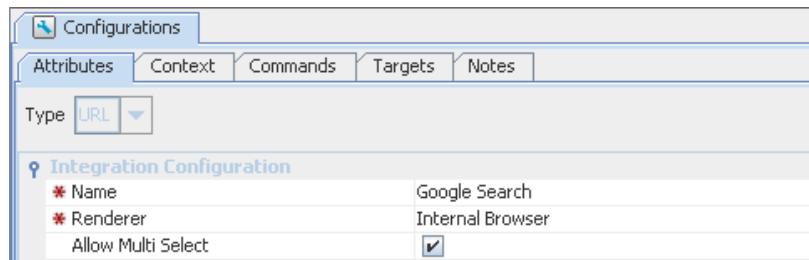 Configurations
Attributes Context Commands Targets Notes
Type URL
Integration Configuration
* Name Google Search
* Renderer Internal Browser
Allow Multi Select